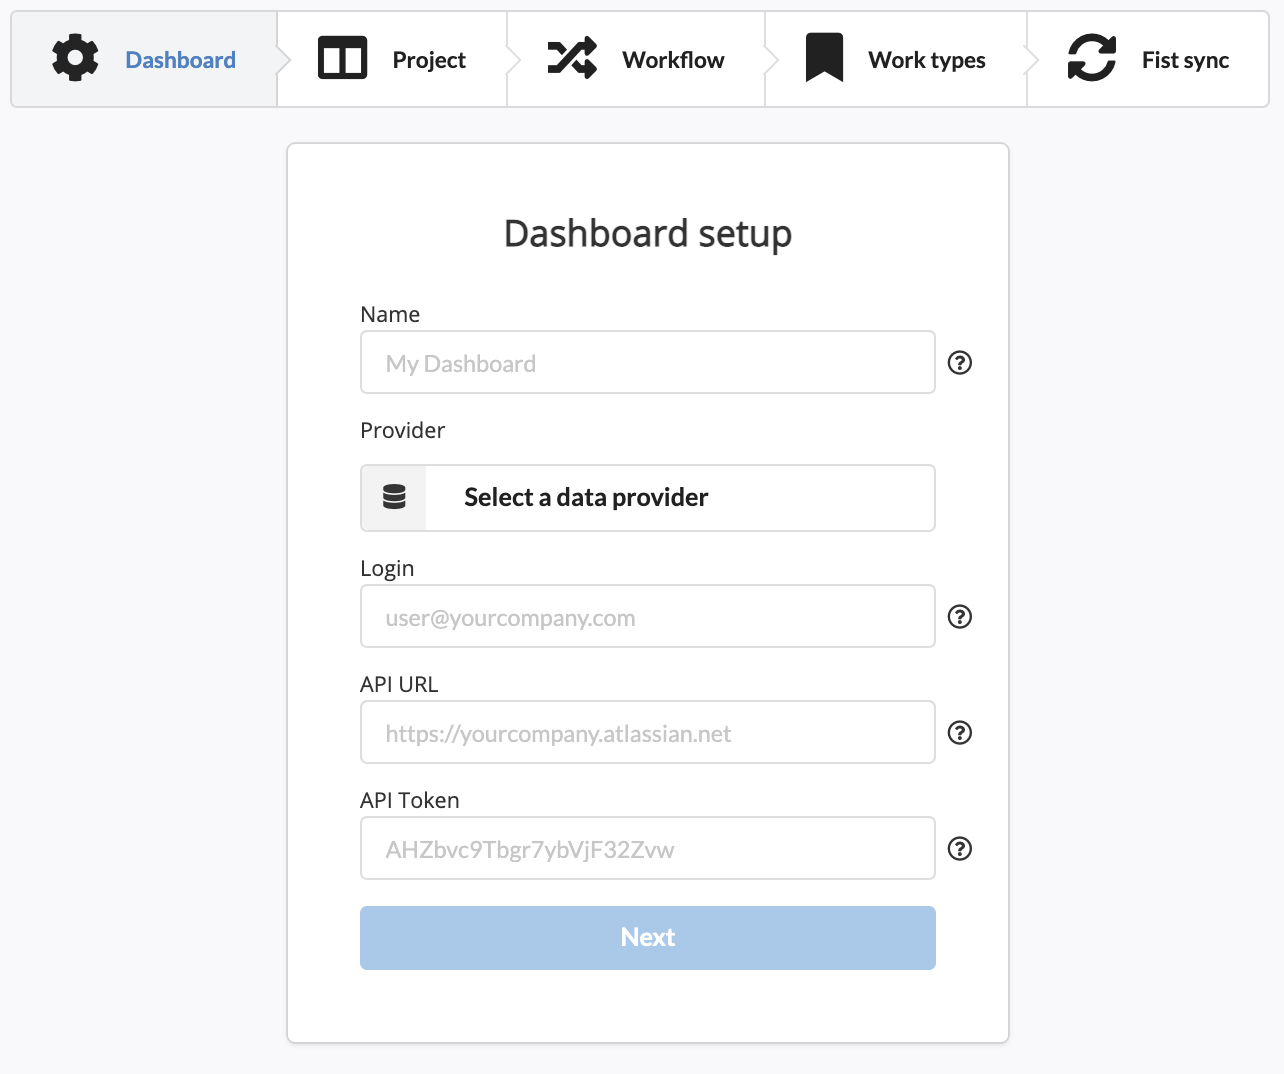 Dashboard
Project
Workflow
Work types
Fist sync
Dashboard setup
Name
My Dashboard
Provider
Select a data provider
Login
user@yourcompany.com
API URL
https://yourcompany.atlassian.net
API Token
AHZbvc9Tbgr7ybVjF32Zvw
Next